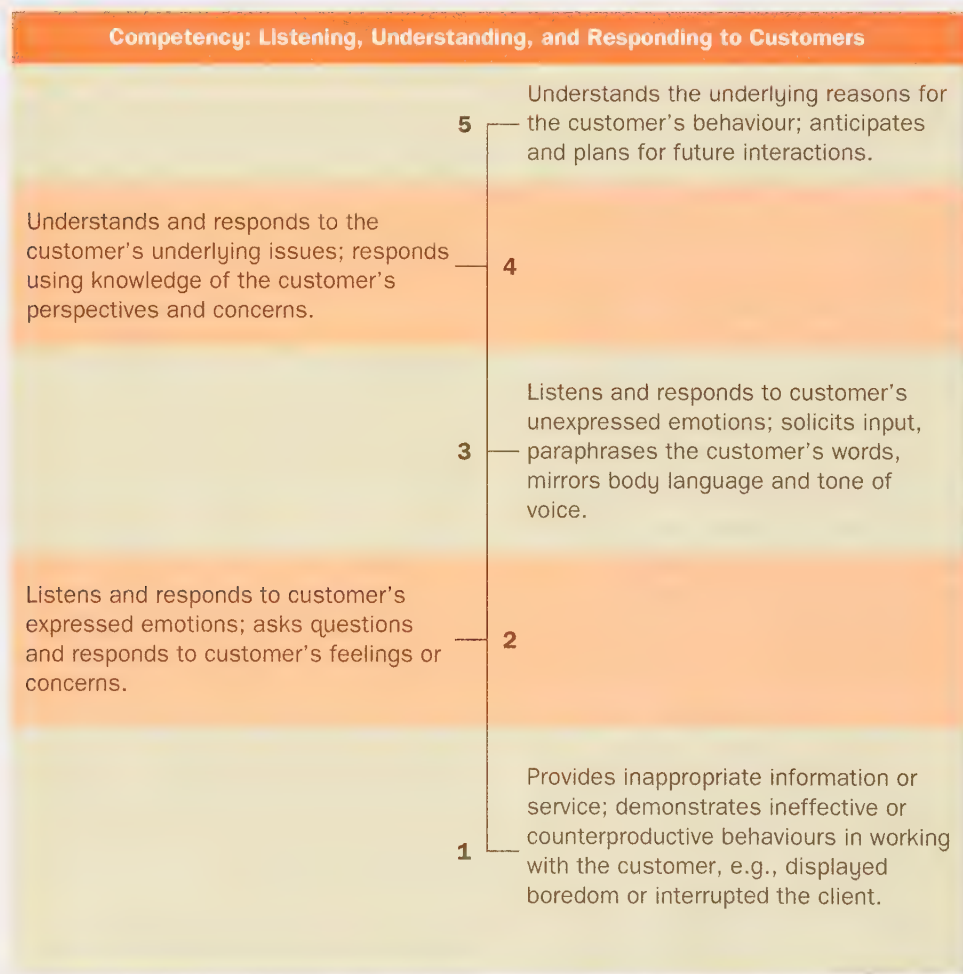 Competency: Listening, Understanding, and Responding to Customers
5
Understands the underlying reasons for
the customer's behaviour; anticipates
and plans for future interactions.
Understands and responds to the
customer's underlying issues; responds
using knowledge of the customer's
perspectives and concerns.
4
3
Listens and responds to customer's
unexpressed emotions; solicits input,
paraphrases the customer's words,
mirrors body language and tone of
voice.
Listens and responds to customer's
expressed emotions; asks questions
and responds to customer's feelings or
concerns.
2
1
Provides inappropriate information or
service; demonstrates ineffective or
counterproductive behaviours in working
with the customer, e.g., displayed
boredom or interrupted the client.